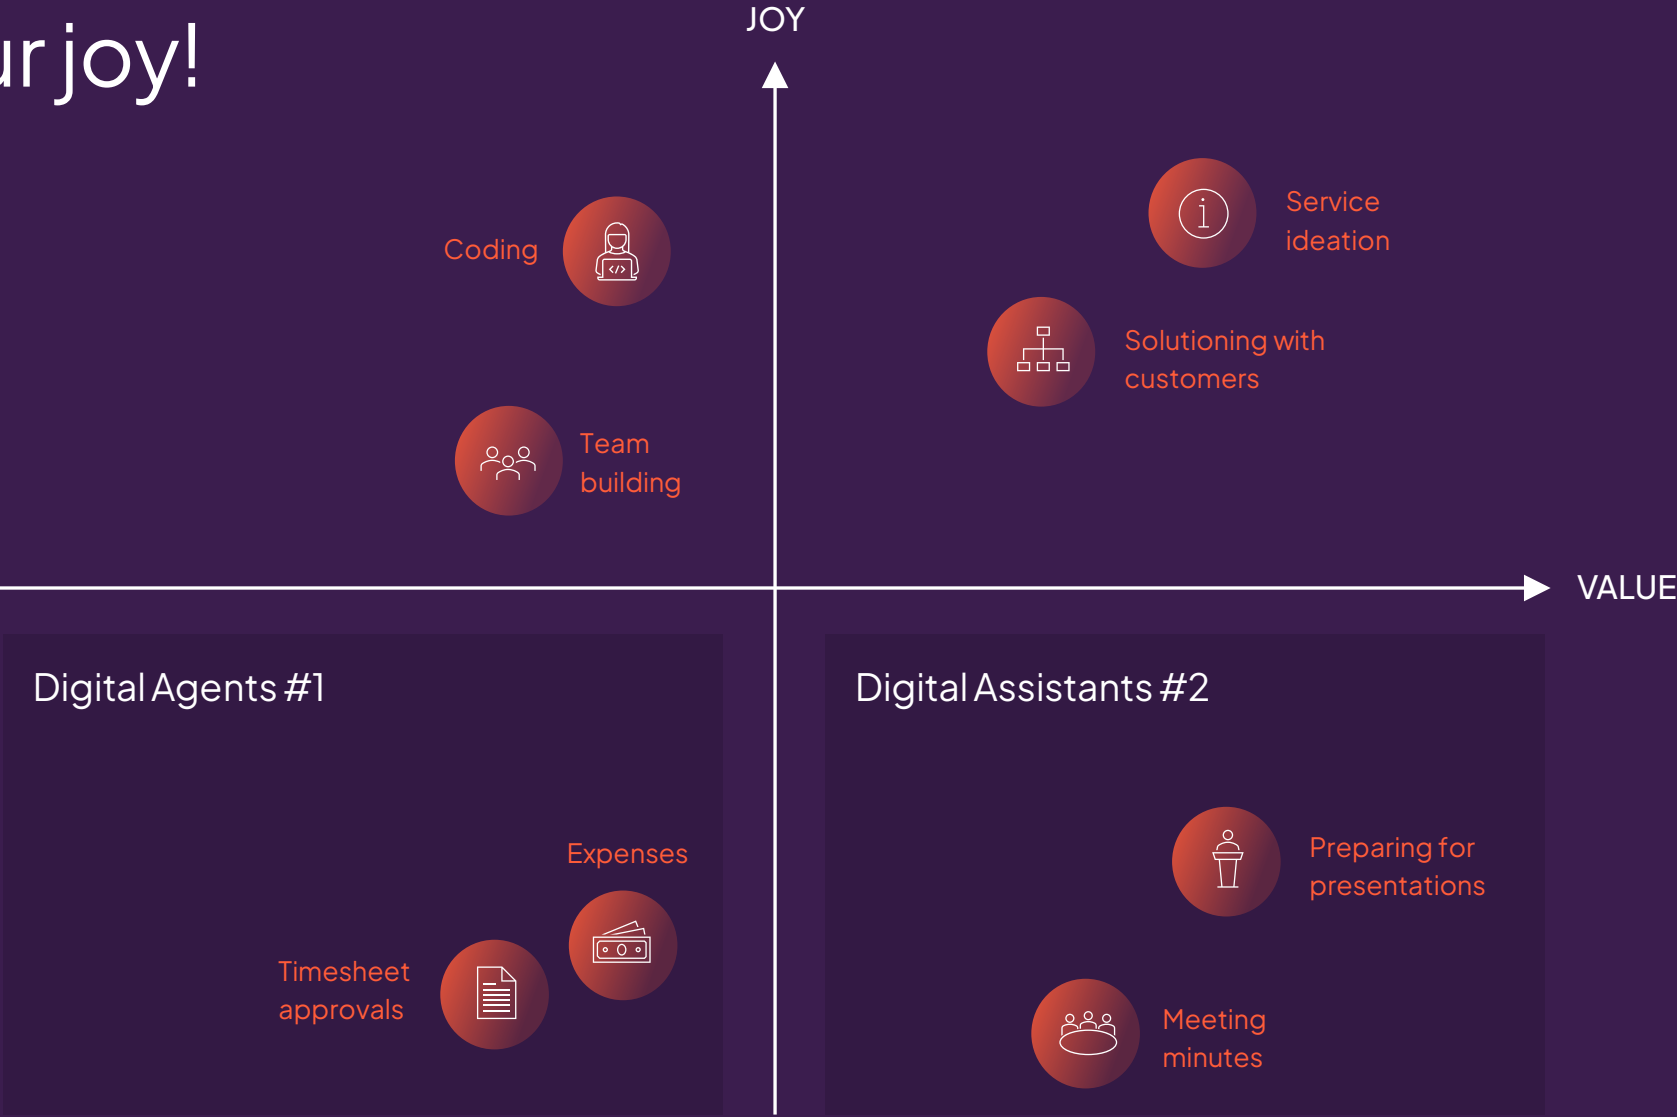 JOY
ur joy!
Service
ideation
Coding
Solutioning with
customers
Team
building
VALUE
Digital Agents #1
Digital Assistants #2
Expenses
Preparing for
presentations
Timesheet
approvals
Meeting
minutes